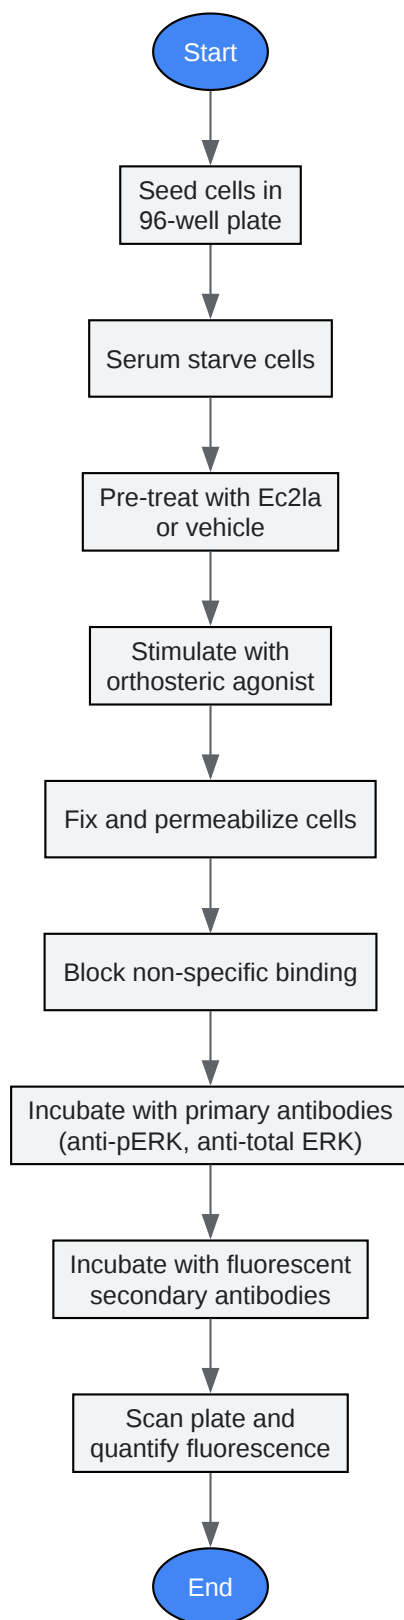 Start
Seed cells in
96-well plate
Serum starve cells
Pre-treat with Ec2la
or vehicle
Stimulate with
orthosteric agonist
Fix and permeabilize cells
Block non-specific binding
Incubate with primary antibodies
(anti-pERK, anti-total ERK)
Incubate with fluorescent
secondary antibodies
Scan plate and
quantify fluorescence
End